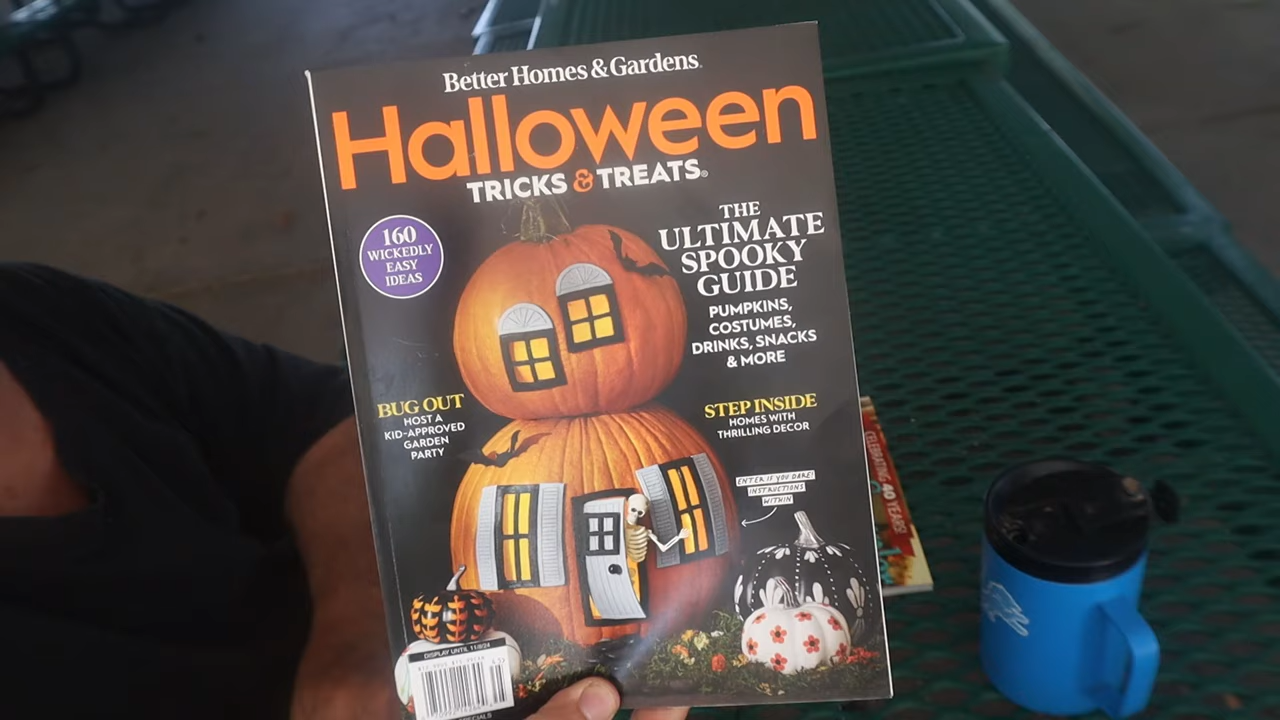 Better Homes & Gardens
Halloween
TRICKS & TREATS®
160
WICKEDLY
EASY
IDEAS
THE
ULTIMATE
SPOOKY
GUIDE
PUMPKINS,
COSTUMES,
DRINKS, SNACKS
& MORE
BUG OUT
HOST A
KID-APPROVED
GARDEN
PARTY
STEP INSIDE
HOMES WITH
THRILLING DECOR
ENTER IF YOU DARE!
INSTRUCTIONS
WITHIN
DISPLAY UNTIL 11/8/24
CELEBRATING 40 YEARS!